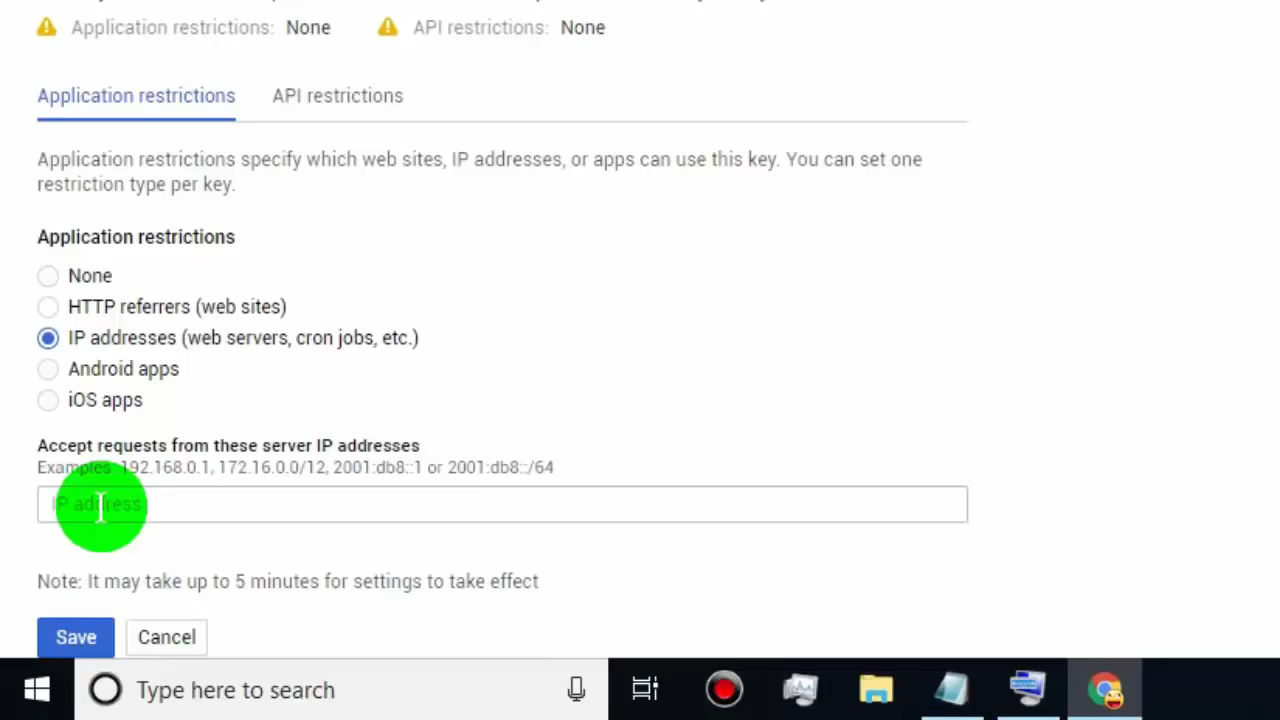 Application restrictions: None API restrictions: None
Application restrictions API restrictions
Application restrictions specify which web sites, IP addresses, or apps can use this key. You can set one
restriction type per key.
Application restrictions
None
HTTP referrers (web sites)
IP addresses (web servers, cron jobs, etc.)
Android apps
iOS apps
Accept requests from these server IP addresses
Examples: 192.168.0.1, 172.16.0.0/12, 2001:db8::1 or 2001:db8::/64
IP address
Note: It may take up to 5 minutes for settings to take effect
Save Cancel
Type here to search